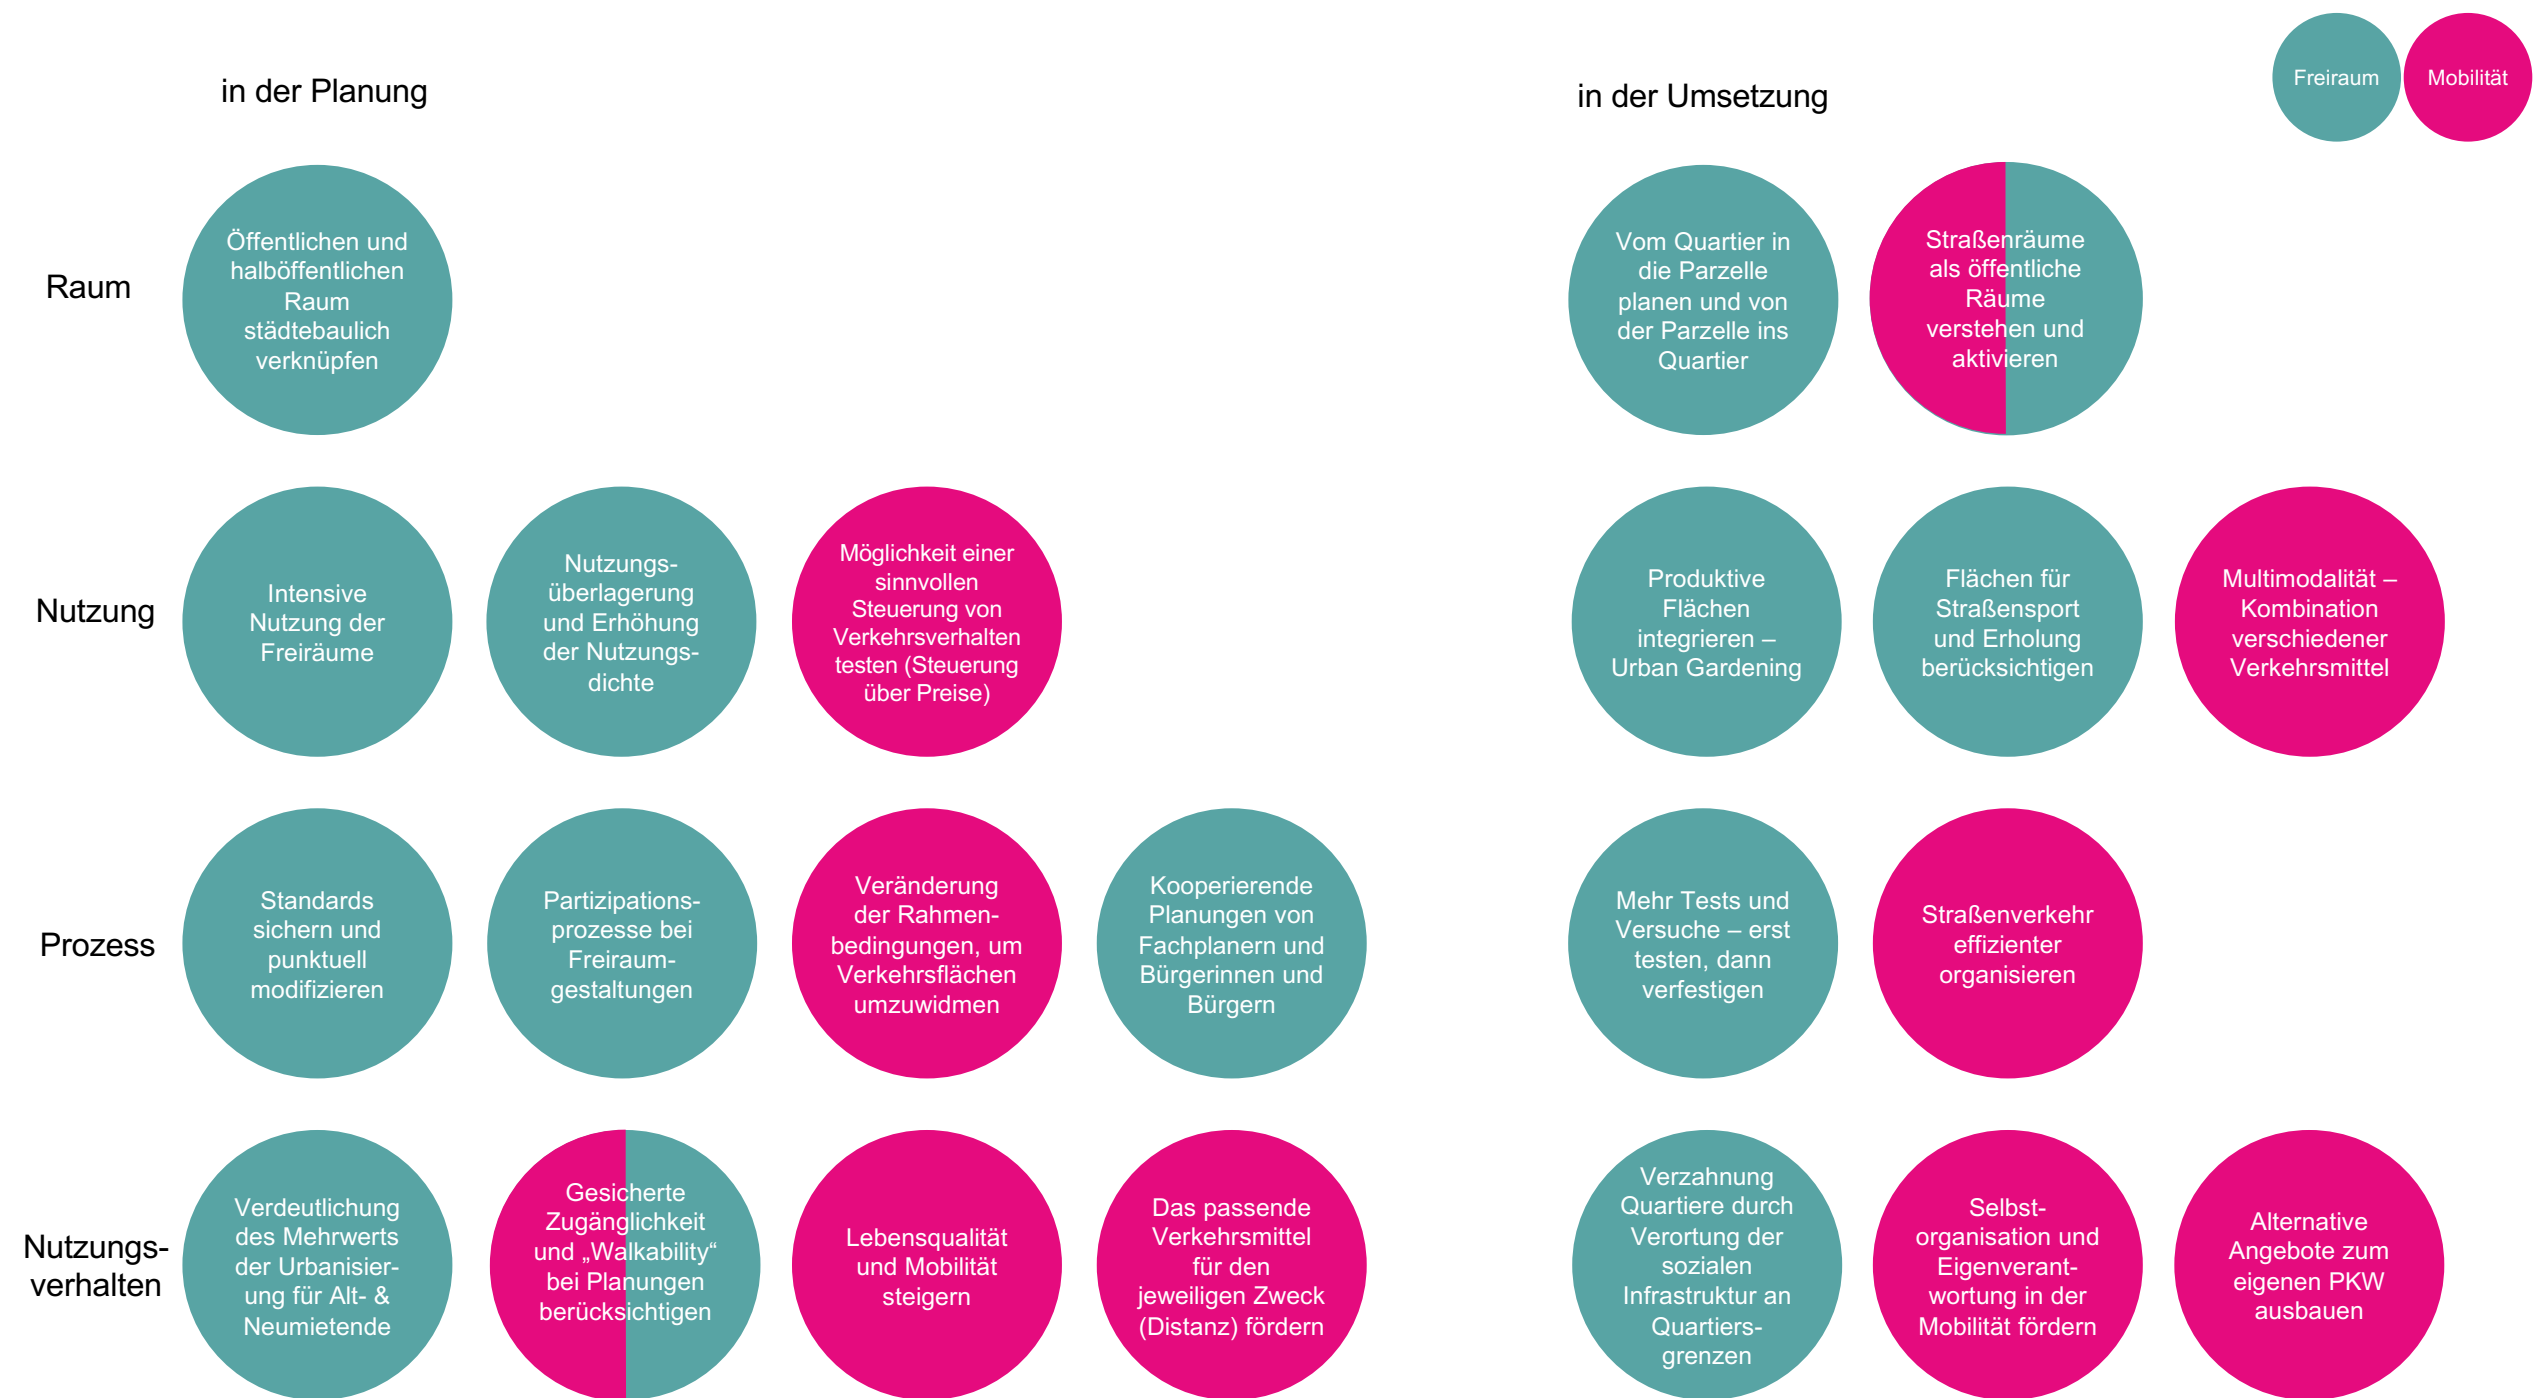 in der Planung
in der Umsetzung
Freiraum
Mobilität
Raum
Öffentlichen und
halböffentlichen
Raum
städtebaulich
verknüpfen
Vom Quartier in
die Parzelle
planen und von
der Parzelle ins
Quartier
Straßenräume
als öffentliche
Räume
verstehen und
aktivieren
Nutzung
Intensive
Nutzung der
Freiräume
Nutzungs-
überlagerung
und Erhöhung
der Nutzungs-
dichte
Möglichkeit einer
sinnvollen
Steuerung von
Verkehrsverhalten
testen (Steuerung
über Preise)
Produktive
Flächen
integrieren –
Urban Gardening
Flächen für
Straßensport
und Erholung
berücksichtigen
Multimodalität –
Kombination
verschiedener
Verkehrsmittel
Prozess
Standards
sichern und
punktuell
modifizieren
Partizipations-
prozesse bei
Freiraum-
gestaltungen
Veränderung
der Rahmen-
bedingungen, um
Verkehrsflächen
umzuwidmen
Kooperierende
Planungen von
Fachplanern und
Bürgerinnen und
Bürgern
Mehr Tests und
Versuche – erst
testen, dann
verfestigen
Straßenverkehr
effizienter
organisieren
Nutzungs-
verhalten
Verdeutlichung
des Mehrwerts
der Urbanisier-
ung für Alt- &
Neumietende
Gesicherte
Zugänglichkeit
und „Walkability“
bei Planungen
berücksichtigen
Lebensqualität
und Mobilität
steigern
Das passende
Verkehrsmittel
für den
jeweiligen Zweck
(Distanz) fördern
Verzahnung
Quartiere durch
Verortung der
sozialen
Infrastruktur an
Quartiers-
grenzen
Selbst-
organisation und
Eigenverant-
wortung in der
Mobilität fördern
Alternative
Angebote zum
eigenen PKW
ausbauen